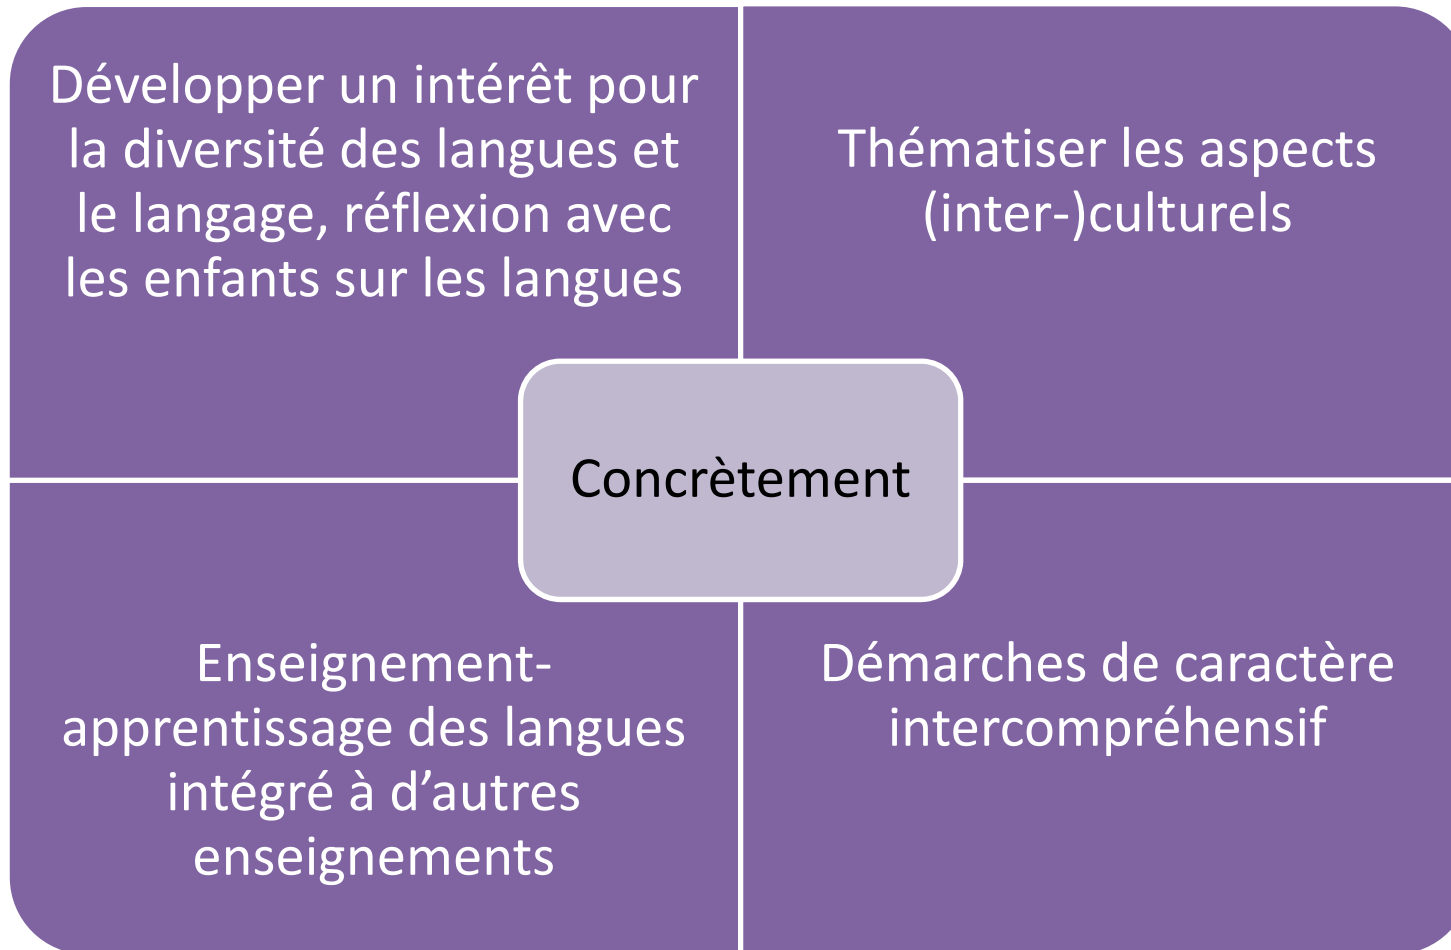 Développer un intérêt pour
la diversité des langues et
le langage, réflexion avec
les enfants sur les langues
Thématiser les aspects
(inter-)culturels
Concrètement
Enseignement-
apprentissage des langues
intégré à d’autres
enseignements
Démarches de caractère
intercompréhensif